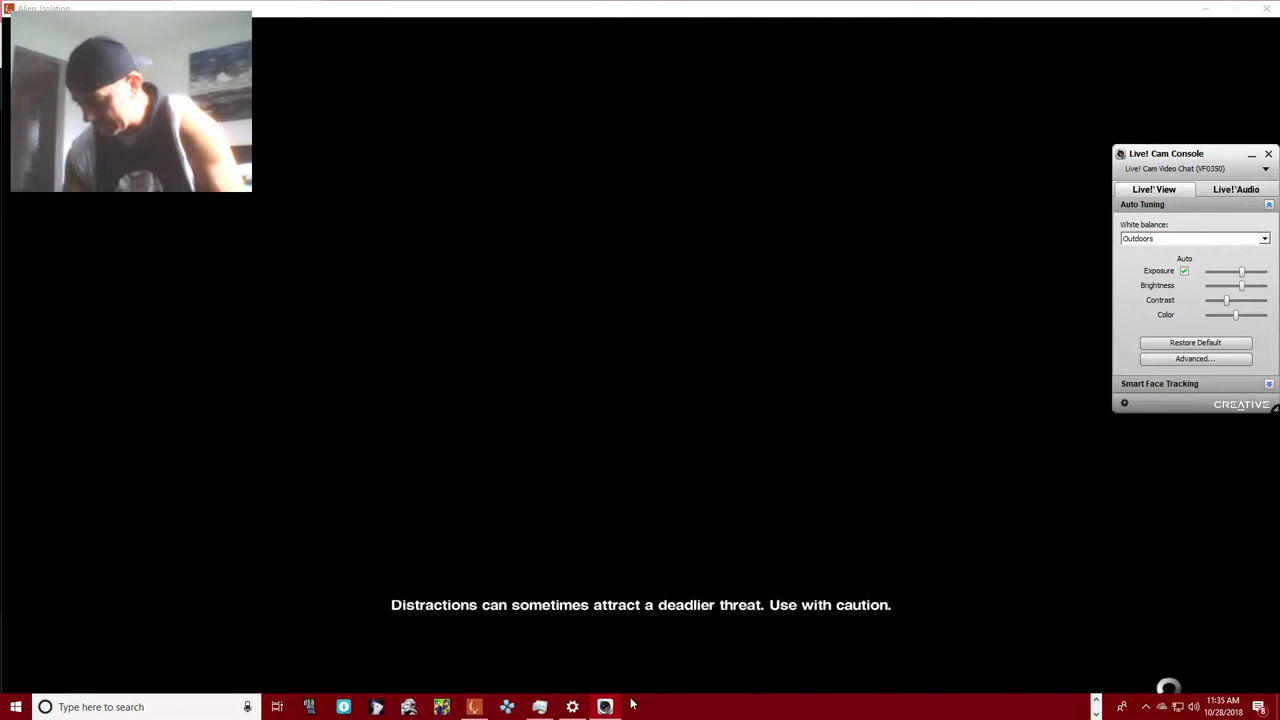 Alien: Isolation
Live! Cam Console
Live! Cam Video Chat (VF0350)
Live! View
Live! Audio
Auto Tuning
White balance:
Outdoors
Auto
Exposure
Brightness
Contrast
Color
Restore Default
Advanced...
Smart Face Tracking
CREATIVE
Distractions can sometimes attract a deadlier threat. Use with caution.
Type here to search
11:35 AM
10/28/2018
8